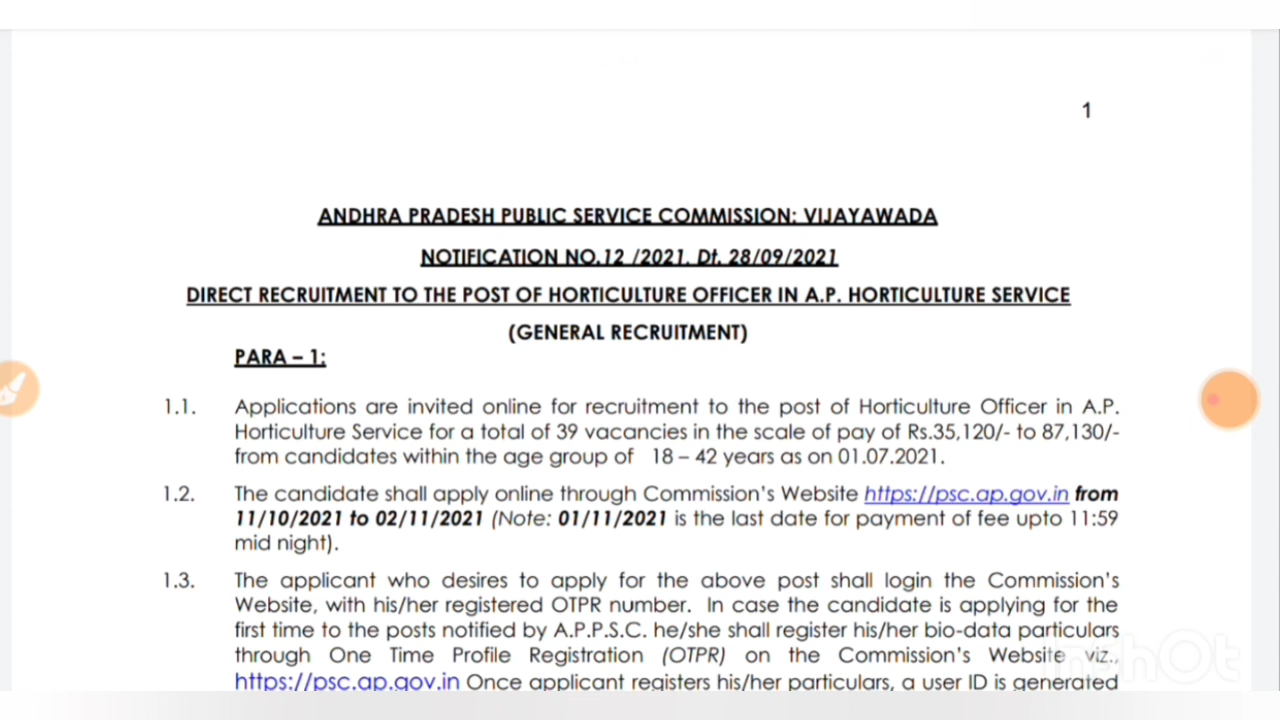 1
ANDHRA PRADESH PUBLIC SERVICE COMMISSION: VIJAYAWADA
NOTIFICATION NO.12 /2021, Dt. 28/09/2021
DIRECT RECRUITMENT TO THE POST OF HORTICULTURE OFFICER IN A.P. HORTICULTURE SERVICE
(GENERAL RECRUITMENT)
PARA – 1:
1.1. Applications are invited online for recruitment to the post of Horticulture Officer in A.P.
Horticulture Service for a total of 39 vacancies in the scale of pay of Rs.35,120/- to 87,130/-
from candidates within the age group of 18 – 42 years as on 01.07.2021.
1.2. The candidate shall apply online through Commission's Website https://psc.ap.gov.in from
11/10/2021 to 02/11/2021 (Note: 01/11/2021 is the last date for payment of fee upto 11:59
mid night).
1.3. The applicant who desires to apply for the above post shall login the Commission's
Website, with his/her registered OTPR number. In case the candidate is applying for the
first time to the posts notified by A.P.P.S.C. he/she shall register his/her bio-data particulars
through One Time Profile Registration (OTPR) on the Commission's Website viz.,
https://psc.ap.gov.in Once applicant registers his/her particulars, a user ID is generated
InShOt